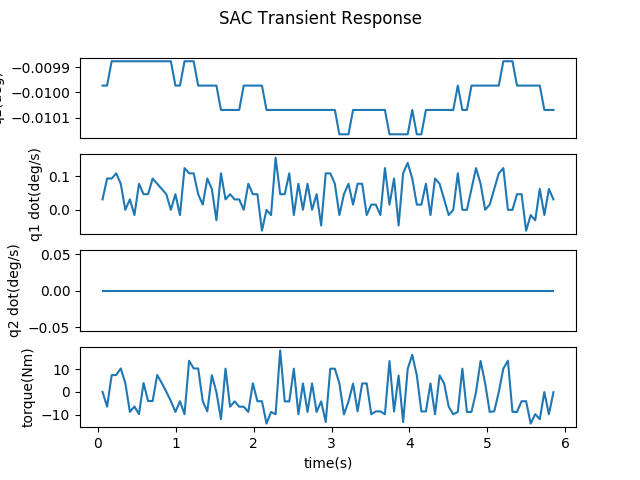 SAC Transient Response
−0.0099
−0.0100
−0.0101
0.1
0.0
q1 dot(deg/s)
0.05
0.00
−0.05
q2 dot(deg/s)
10
0
−10
torque(Nm)
0 1 2 3 4 5 6
time(s)